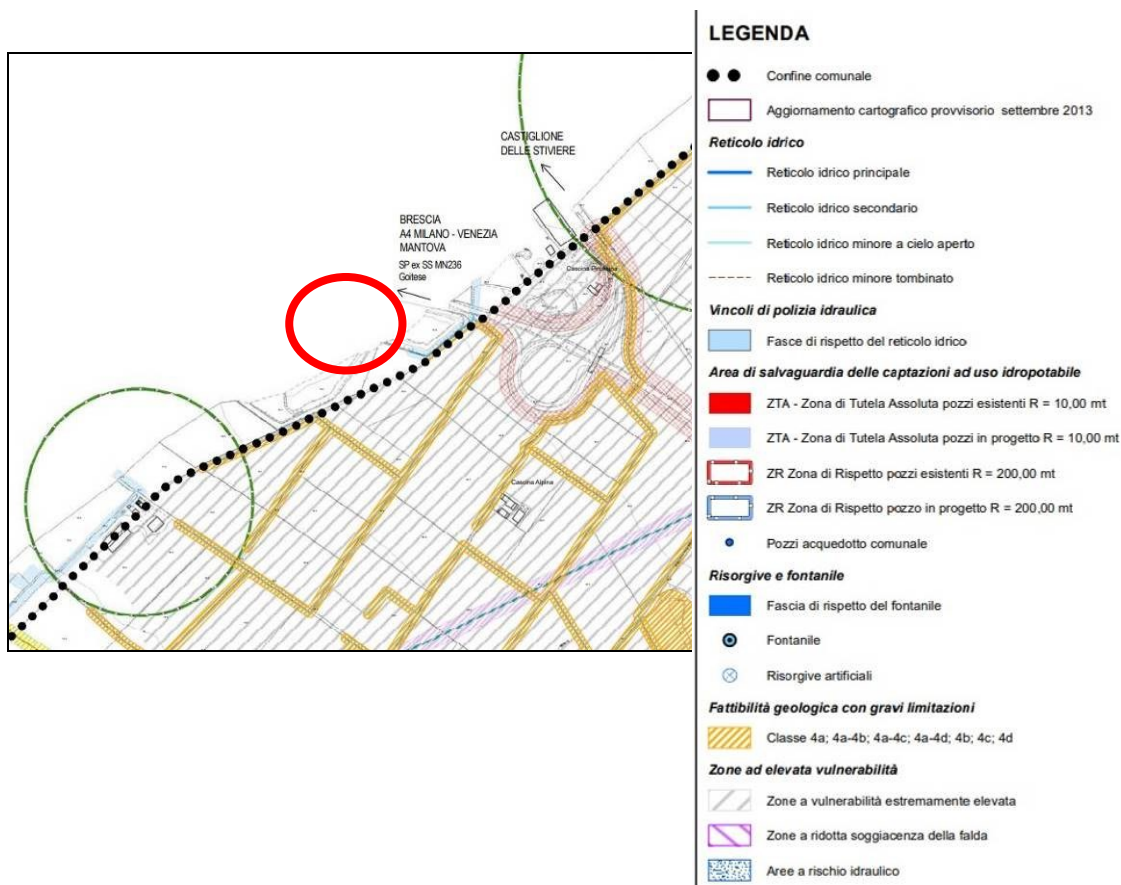 CASTIGLIONE
DELLE STIVIERE
BRESCIA
A4 MILANO - VENEZIA
MANTOVA
SP ex SS MN236
Goitese
Cascina
Cascina Alpina
LEGENDA
Confine comunale
Aggiornamento cartografico provvisorio settembre 2013
Reticolo idrico
Reticolo idrico principale
Reticolo idrico secondario
Reticolo idrico minore a cielo aperto
Reticolo idrico minore tombinato
Vincoli di polizia idraulica
Fasce di rispetto del reticolo idrico
Area di salvaguardia delle captazioni ad uso idropotabile
ZTA - Zona di Tutela Assoluta pozzi esistenti R = 10,00 mt
ZTA - Zona di Tutela Assoluta pozzi in progetto R = 10,00 mt
ZR Zona di Rispetto pozzi esistenti R = 200,00 mt
ZR Zona di Rispetto pozzo in progetto R = 200,00 mt
Pozzi acquedotto comunale
Risorgive e fontanile
Fascia di rispetto del fontanile
Fontanile
Risorgive artificiali
Fattibilità geologica con gravi limitazioni
Classe 4a; 4a-4b; 4a-4c; 4a-4d; 4b; 4c; 4d
Zone ad elevata vulnerabilità
Zone a vulnerabilità estremamente elevata
Zone a ridotta soggiacenza della falda
Aree a rischio idraulico